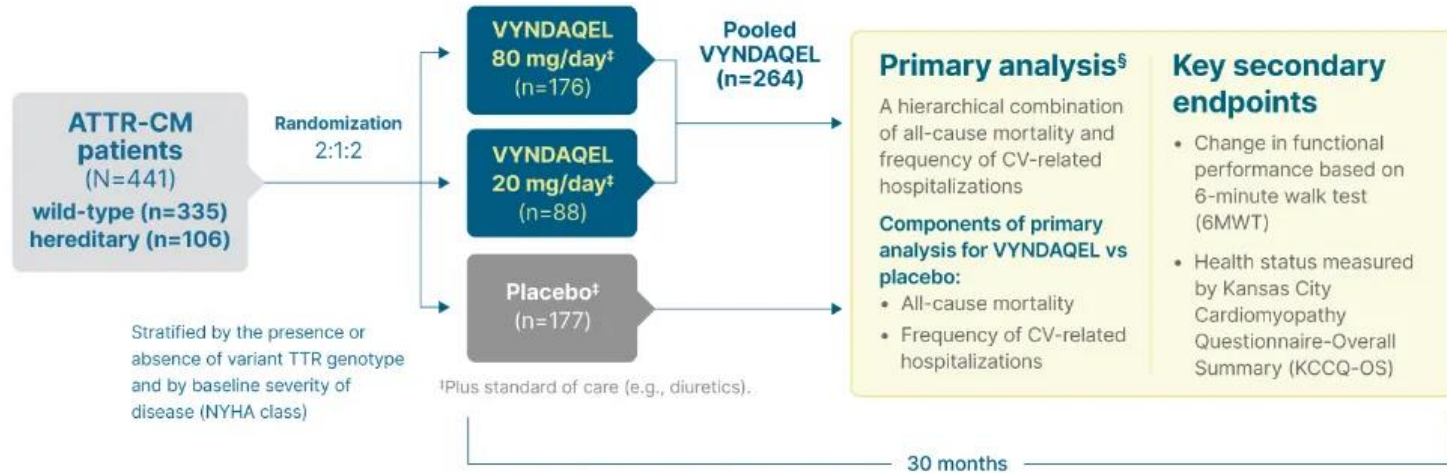 ATTR-CM
patients
(N=441)
wild-type (n=335)
hereditary (n=106)
Randomization
2:1:2
Stratified by the presence or
absence of variant TTR genotype
and by baseline severity of
disease (NYHA class)
VYNDAQEL
80 mg/day‡
(n=176)
VYNDAQEL
20 mg/day‡
(n=88)
Placebo‡
(n=177)
‡Plus standard of care (e.g., diuretics).
Pooled
VYNDAQEL
(n=264)
Primary analysis§
A hierarchical combination
of all-cause mortality and
frequency of CV-related
hospitalizations
Components of primary
analysis for VYNDAQEL vs
placebo:
• All-cause mortality
• Frequency of CV-related
hospitalizations
Key secondary
endpoints
• Change in functional
performance based on
6-minute walk test
(6MWT)
• Health status measured
by Kansas City
Cardiomyopathy
Questionnaire-Overall
Summary (KCCQ-OS)
30 months